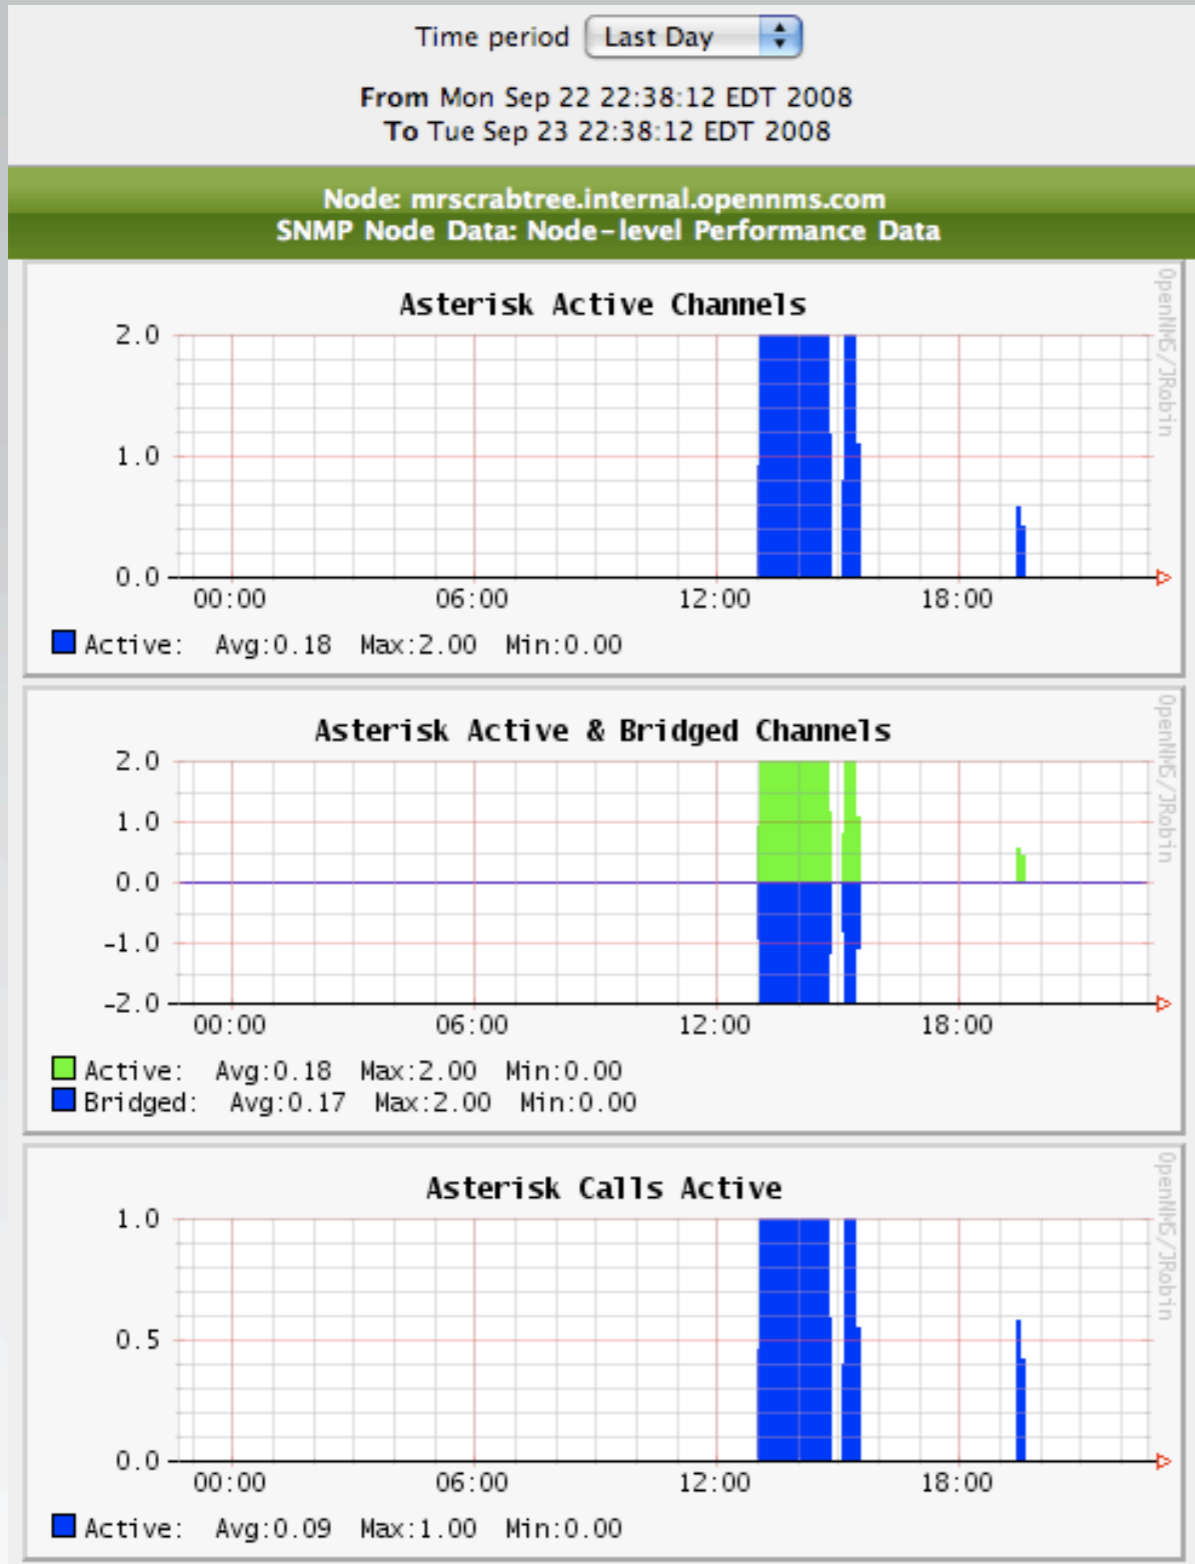 Time period Last Day
From Mon Sep 22 22:38:12 EDT 2008
To Tue Sep 23 22:38:12 EDT 2008
Node: mrscrabtree.internal.opennms.com
SNMP Node Data: Node-level Performance Data
Asterisk Active Channels
OpenNMS/JRobin
2.0
1.0
0.0
00:00 06:00 12:00 18:00
Active: Avg:0.18 Max:2.00 Min:0.00
Asterisk Active & Bridged Channels
OpenNMS/JRobin
2.0
1.0
0.0
-1.0
-2.0
00:00 06:00 12:00 18:00
Active: Avg:0.18 Max:2.00 Min:0.00
Bridged: Avg:0.17 Max:2.00 Min:0.00
Asterisk Calls Active
OpenNMS/JRobin
1.0
0.5
0.0
00:00 06:00 12:00 18:00
Active: Avg:0.09 Max:1.00 Min:0.00